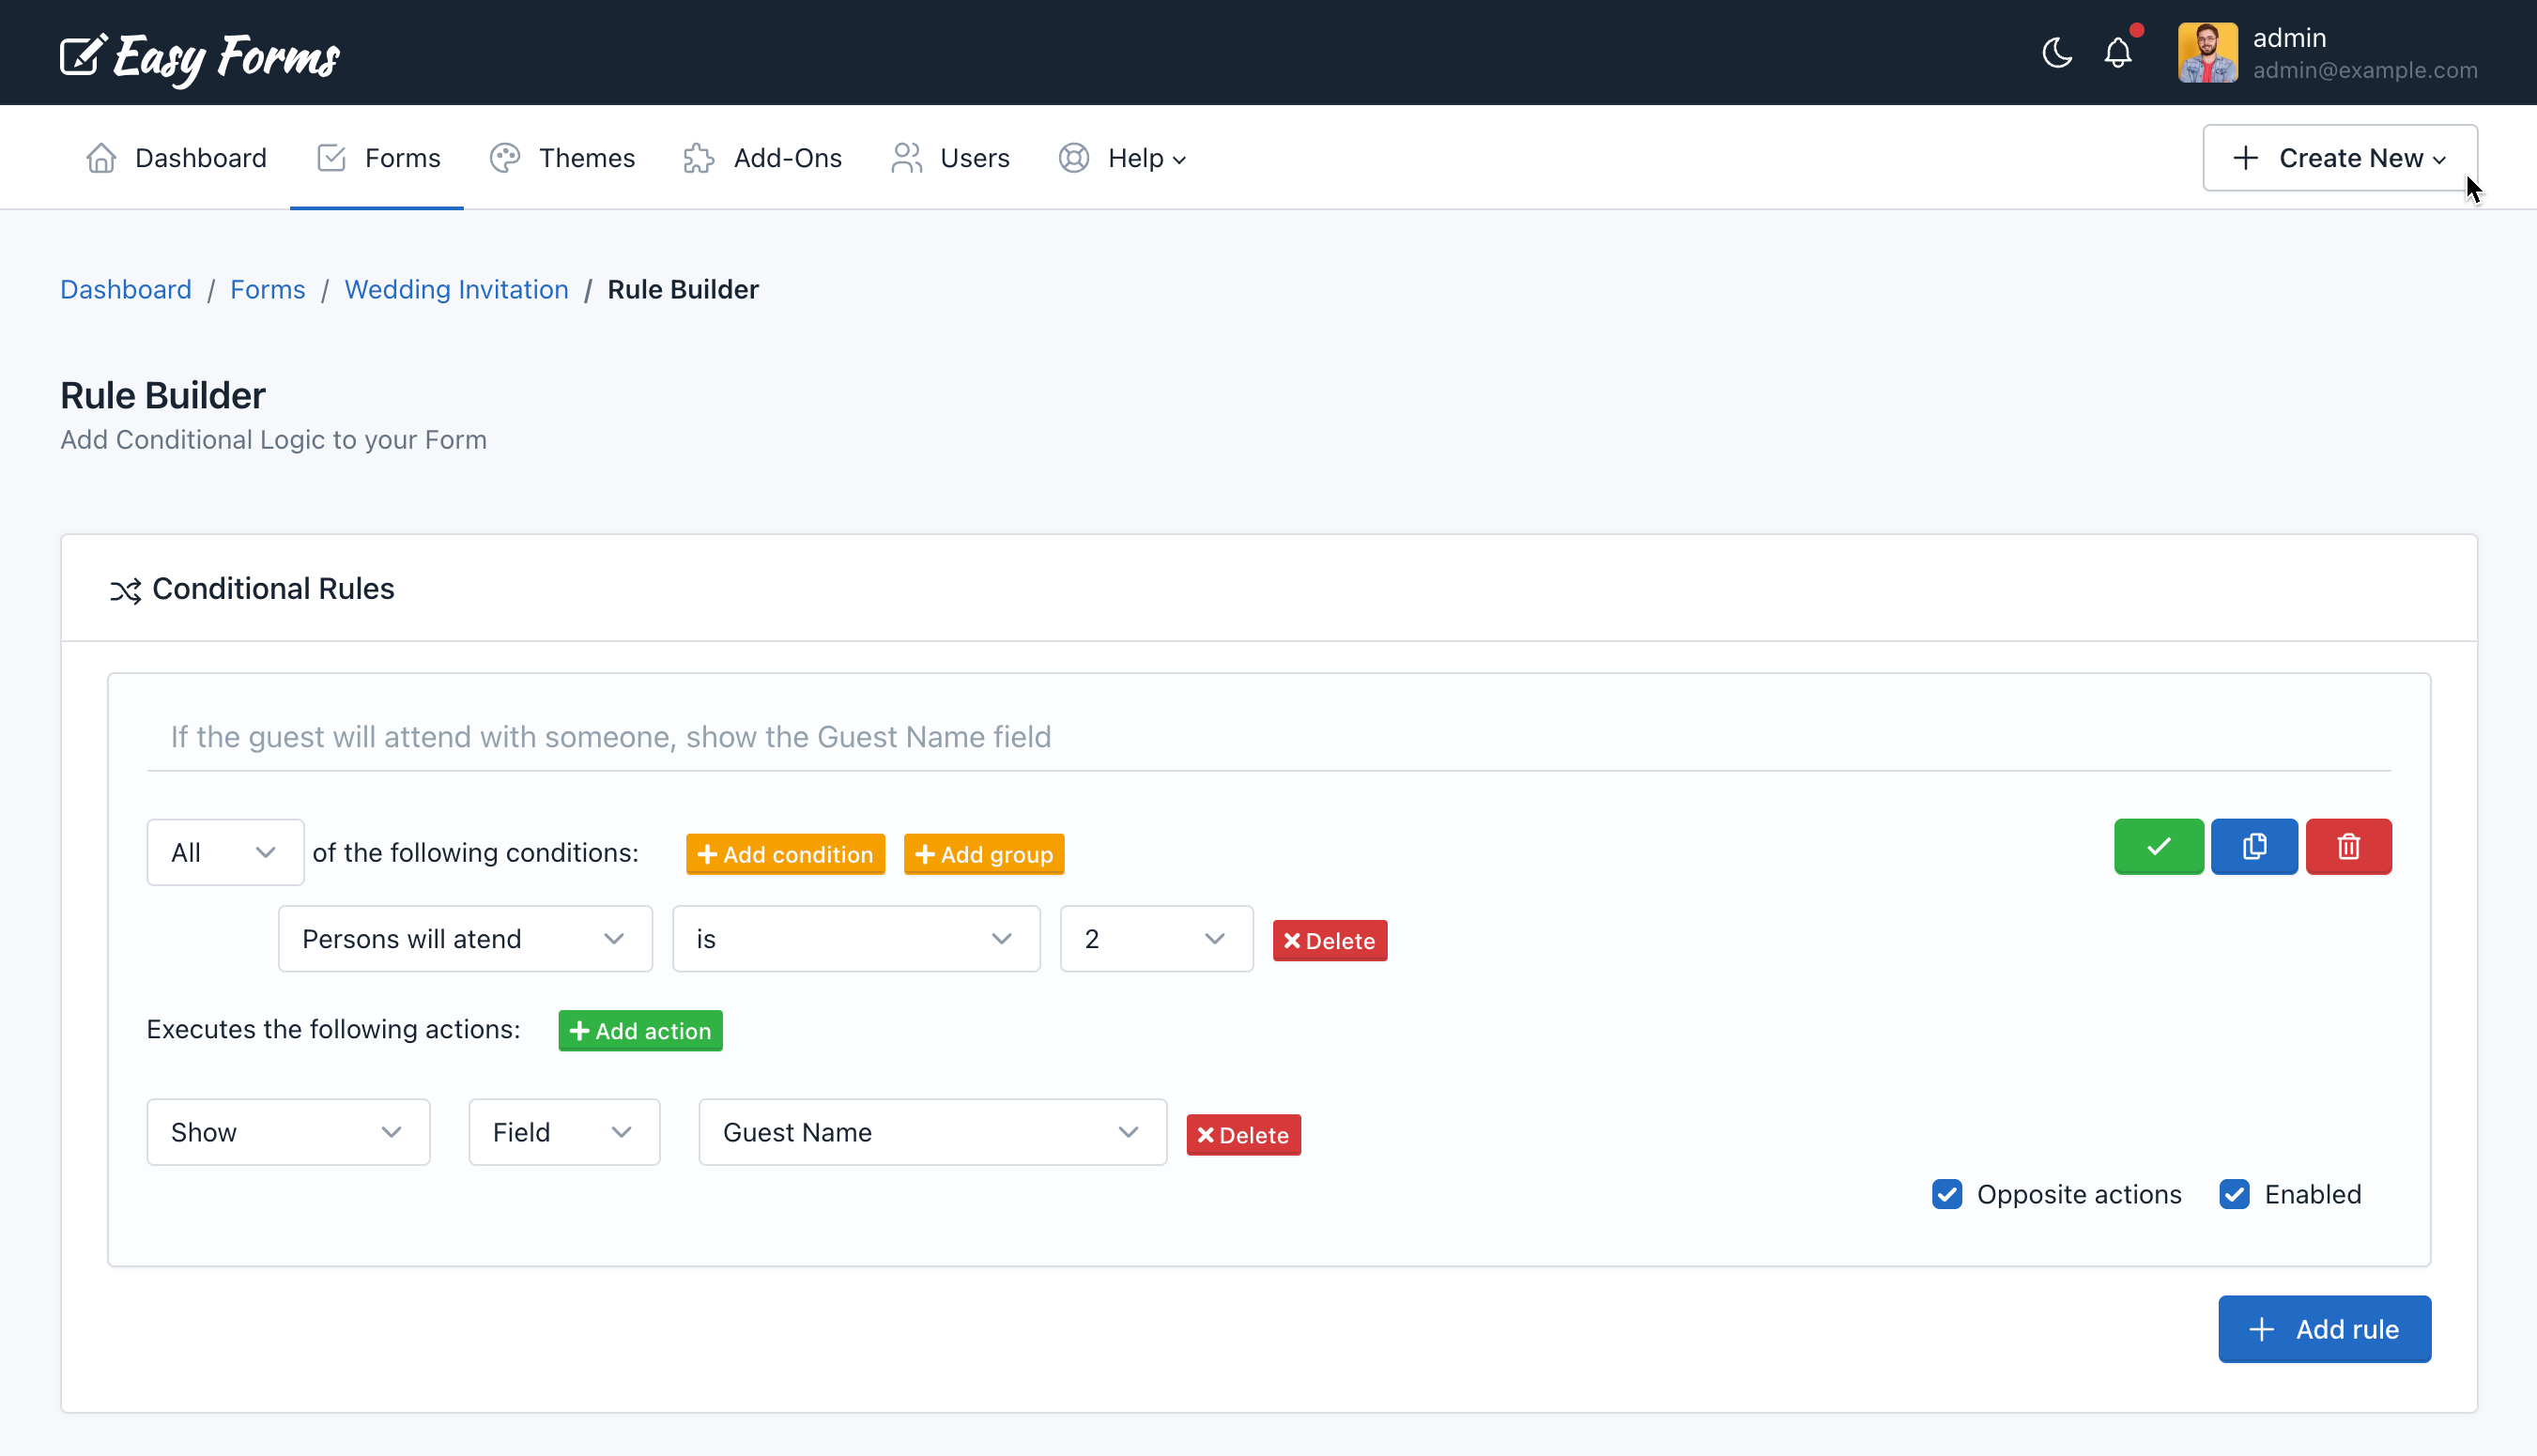 Easy Forms
admin
admin@example.com
Dashboard Forms Themes Add-Ons Users Help Create New
Dashboard / Forms / Wedding Invitation / Rule Builder
Rule Builder
Add Conditional Logic to your Form
Conditional Rules
If the guest will attend with someone, show the Guest Name field
All of the following conditions: Add condition Add group
Persons will atend is 2 Delete
Executes the following actions: Add action
Show Field Guest Name Delete
Opposite actions Enabled
Add rule